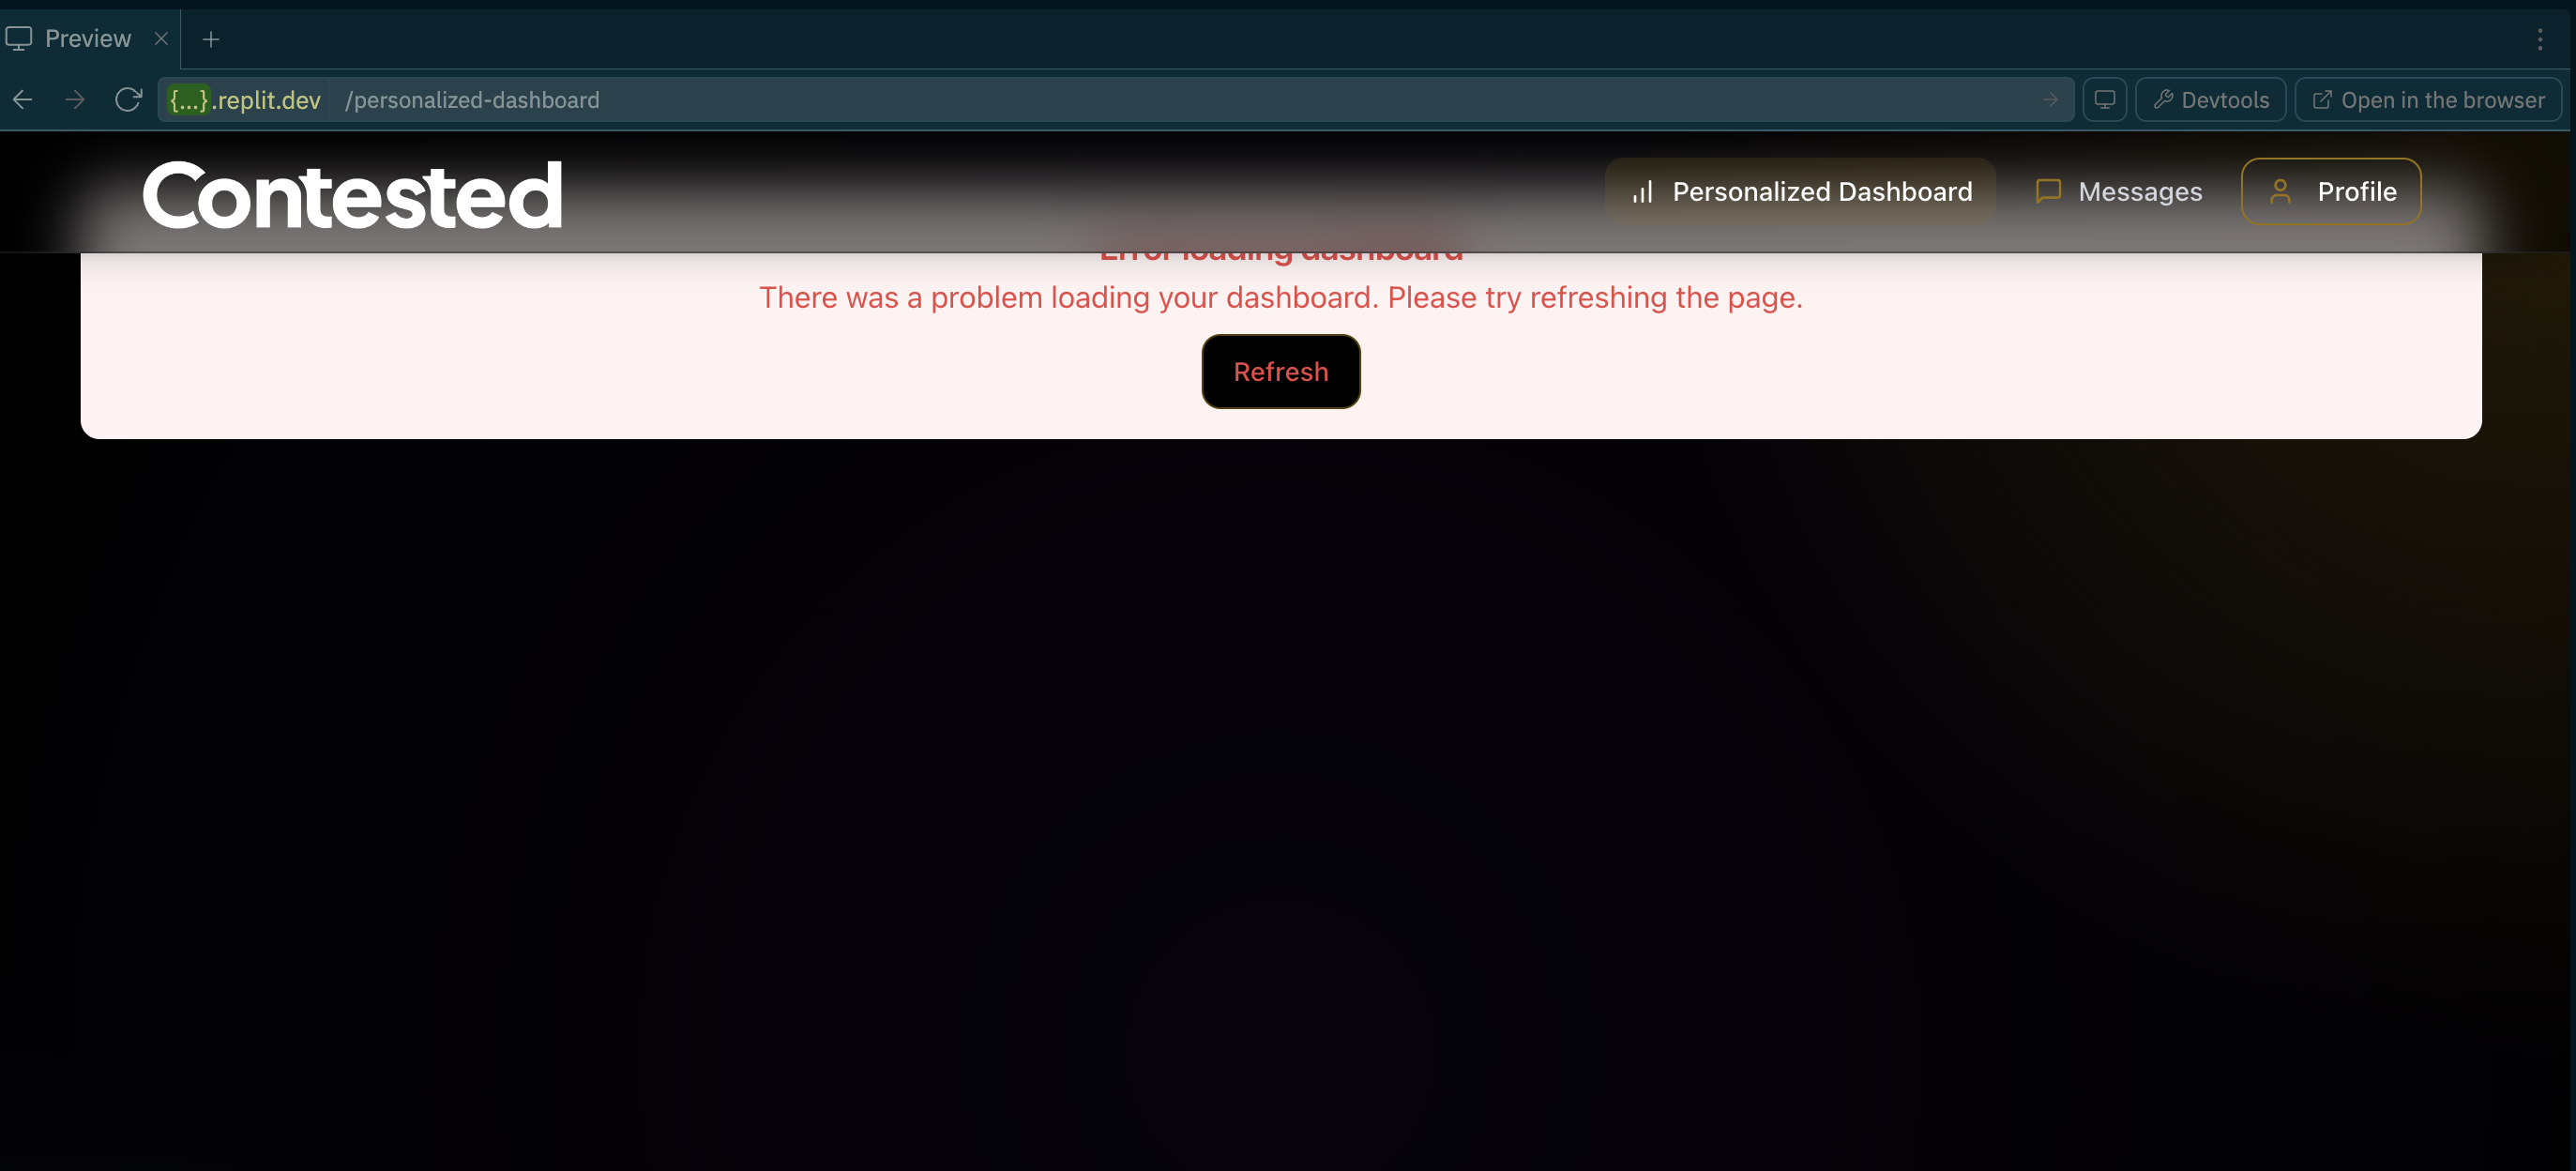 Preview
{...}.replit.dev /personalized-dashboard
Devtools
Open in the browser
Contested
Personalized Dashboard
Messages
Profile
Error loading dashboard
There was a problem loading your dashboard. Please try refreshing the page.
Refresh